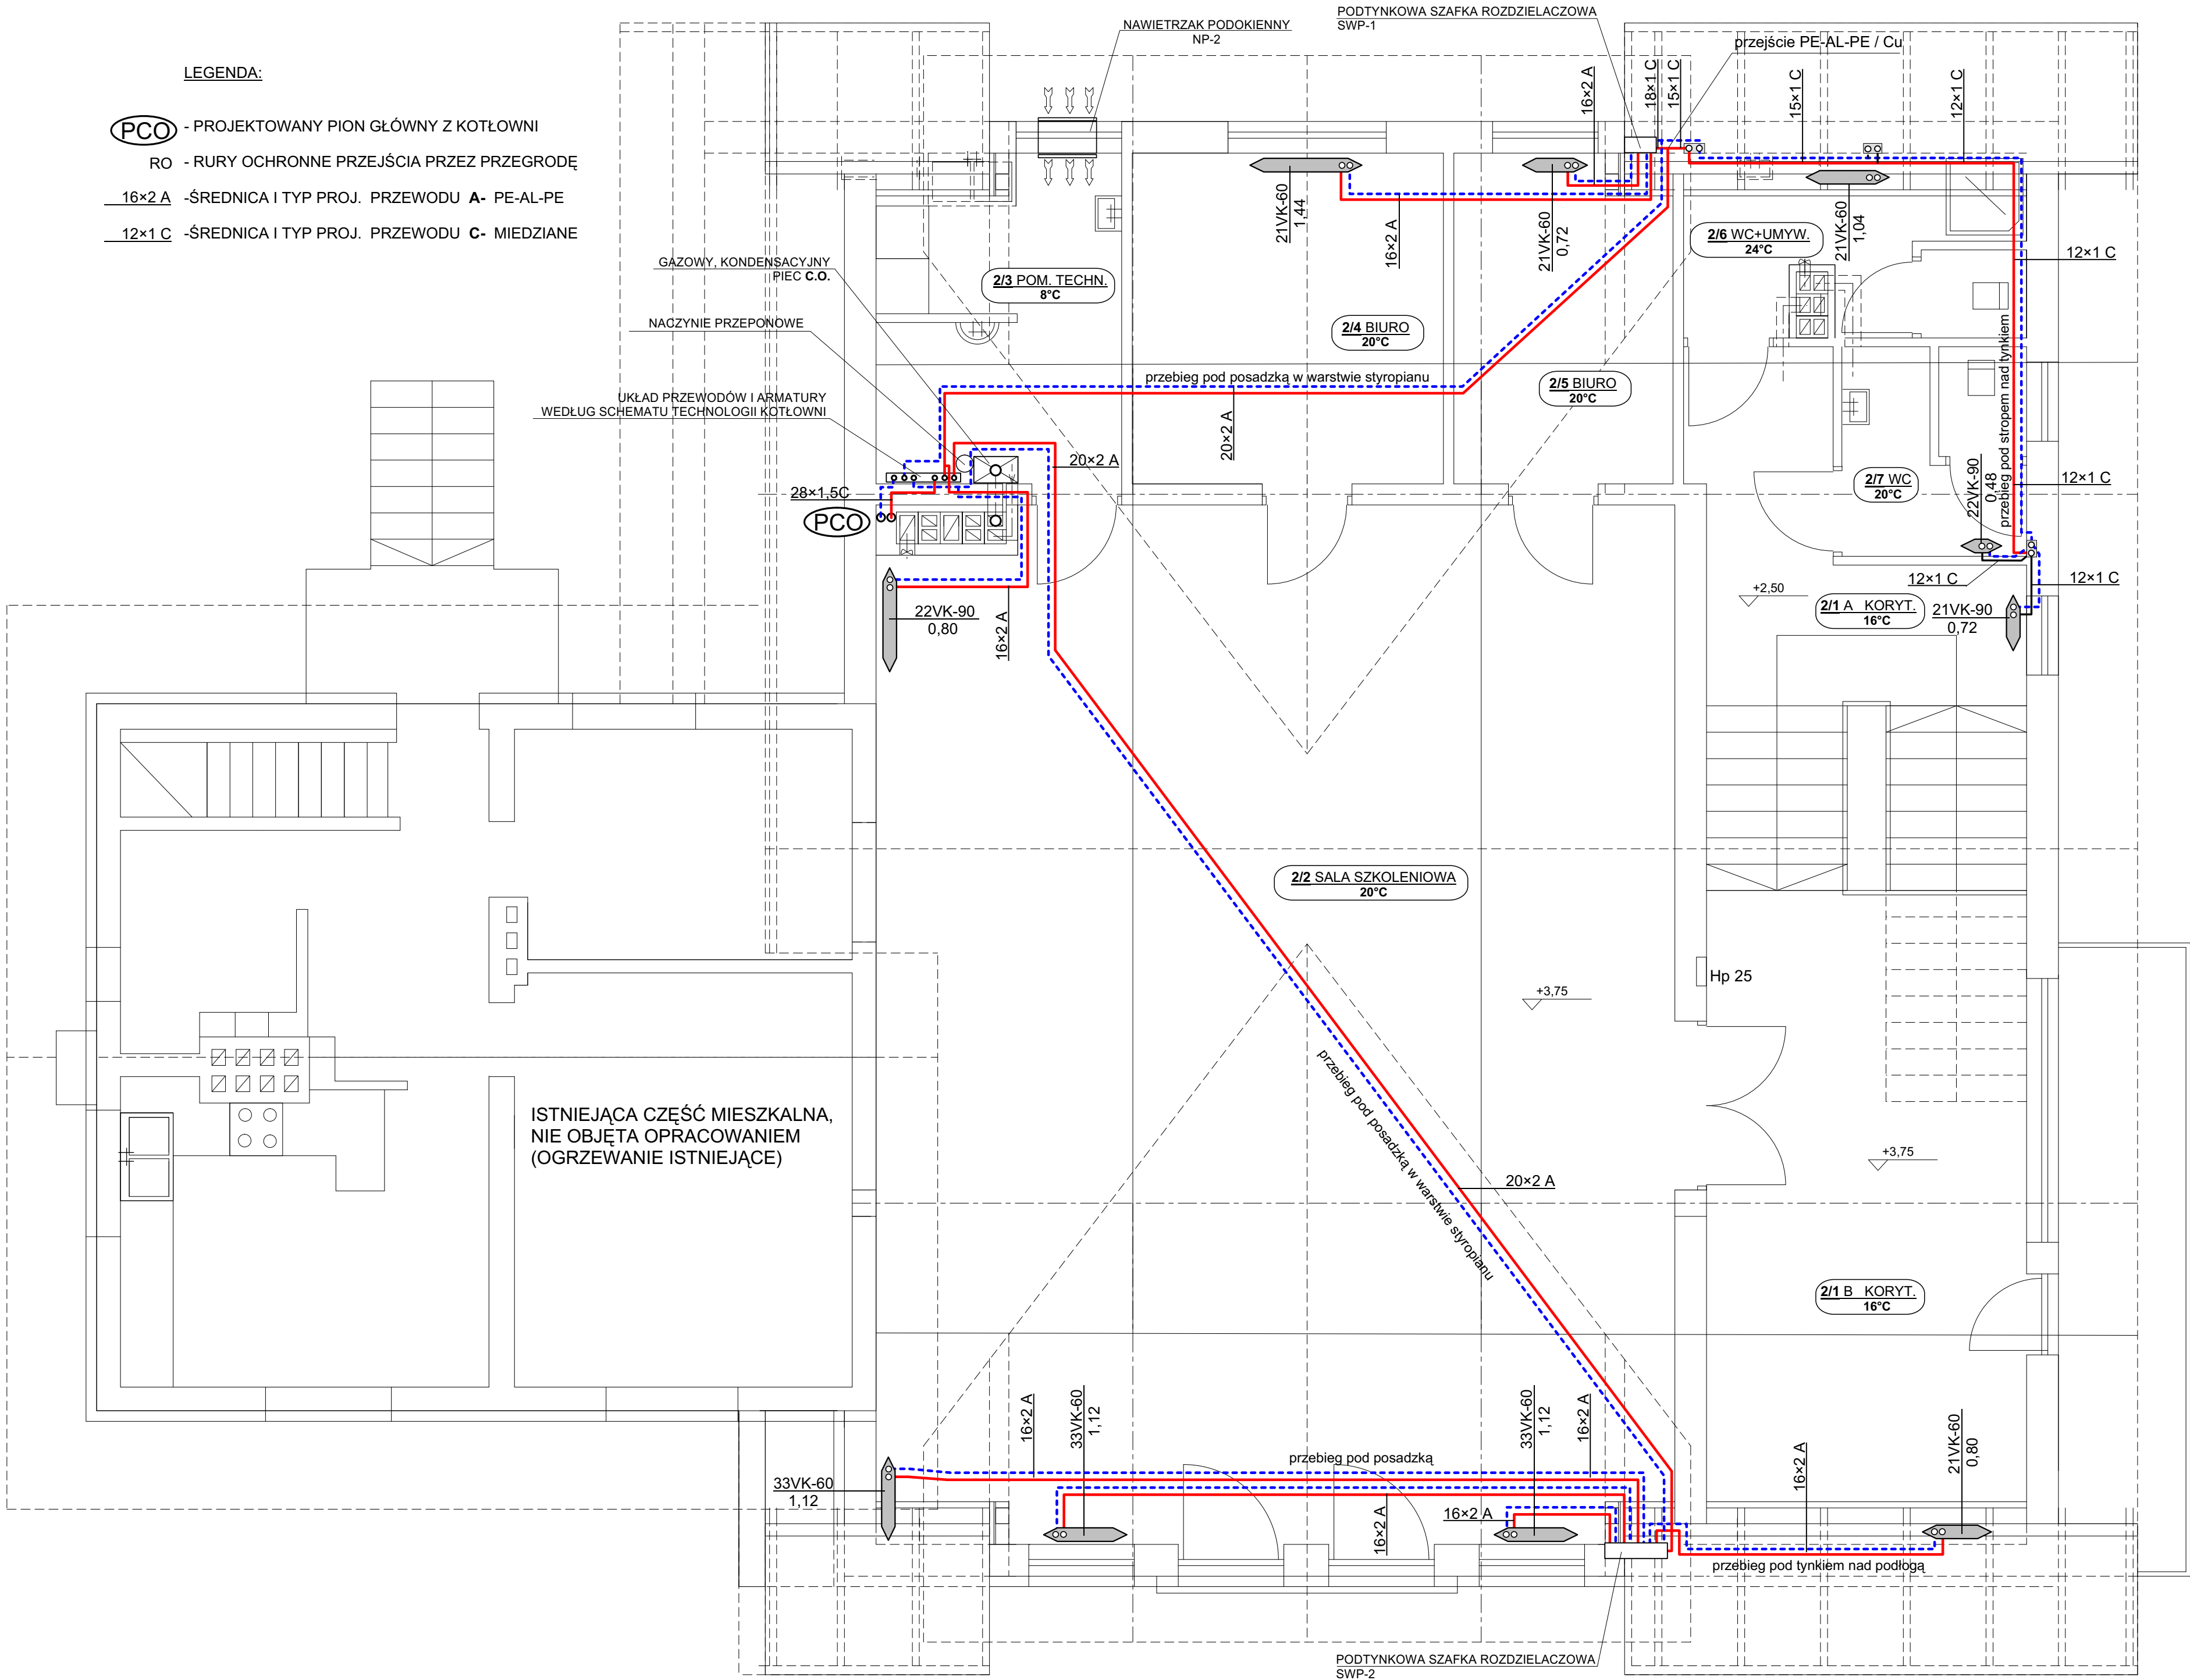 LEGENDA:
PCO - PROJEKTOWANY PION GŁÓWNY Z KOTŁOWNI
RO - RURY OCHRONNE PRZEJŚCIA PRZEZ PRZEGRODĘ
16×2 A -ŚREDNICA I TYP PROJ. PRZEWODU A- PE-AL-PE
12×1 C -ŚREDNICA I TYP PROJ. PRZEWODU C- MIEDZIANE
NAWIETRZAK PODOKIENNY
NP-2
PODTYNKOWA SZAFKA ROZDZIELACZOWA
SWP-1
przejście PE-AL-PE / Cu
16×2 A
18×1 C
15×1 C
15×1 C
12×1 C
21VK-60
1,44
16×2 A
21VK-60
0,72
21VK-60
1,04
2/6 WC+UMYW.
24°C
12×1 C
GAZOWY, KONDENSACYJNY
PIEC C.O.
2/3 POM. TECHN.
8°C
NACZYNIE PRZEPONOWE
2/4 BIURO
20°C
przebieg pod stropem nad tynkiem
przebieg pod posadzką w warstwie styropianu
2/5 BIURO
20°C
UKŁAD PRZEWODÓW I ARMATURY
WEDŁUG SCHEMATU TECHNOLOGII KOTŁOWNI
20×2 A
20×2 A
28×1,5C
PCO
2/7 WC
20°C
22VK-90
0,48
12×1 C
12×1 C
12×1 C
+2,50
2/1 A KORYT.
16°C
21VK-90
0,72
22VK-90
0,80
16×2 A
2/2 SALA SZKOLENIOWA
20°C
Hp 25
+3,75
przebieg pod posadzką w warstwie styropianu
ISTNIEJĄCA CZĘŚĆ MIESZKALNA,
NIE OBJĘTA OPRACOWANIEM
(OGRZEWANIE ISTNIEJĄCE)
+3,75
20×2 A
2/1 B KORYT.
16°C
16×2 A
33VK-60
1,12
33VK-60
1,12
16×2 A
przebieg pod posadzką
16×2 A
21VK-60
0,80
33VK-60
1,12
16×2 A
16×2 A
przebieg pod tynkiem nad podłogą
PODTYNKOWA SZAFKA ROZDZIELACZOWA
SWP-2